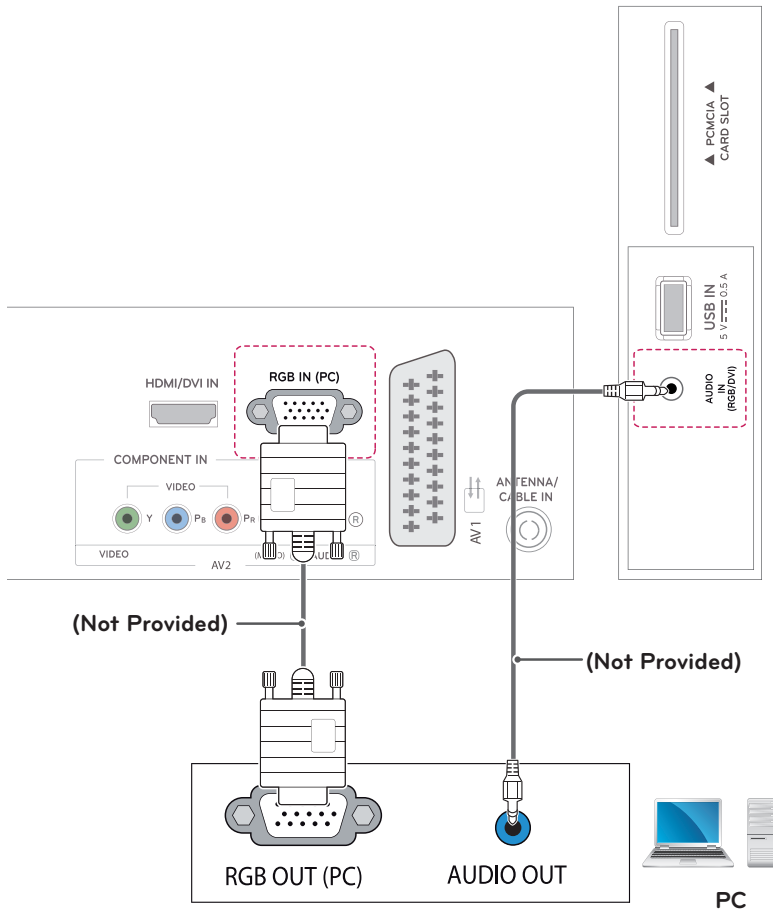 ▲ PCMCIA ▲
CARD SLOT
USB IN
5 V 0.5 A
AUDIO
IN
(RGB/DVI)
HDMI/DVI IN
RGB IN (PC)
COMPONENT IN
VIDEO
Y
PB
PR
R
VIDEO
AV2
R
AV1
ANTENNA/
CABLE IN
(Not Provided)
(Not Provided)
RGB OUT (PC)
AUDIO OUT
PC